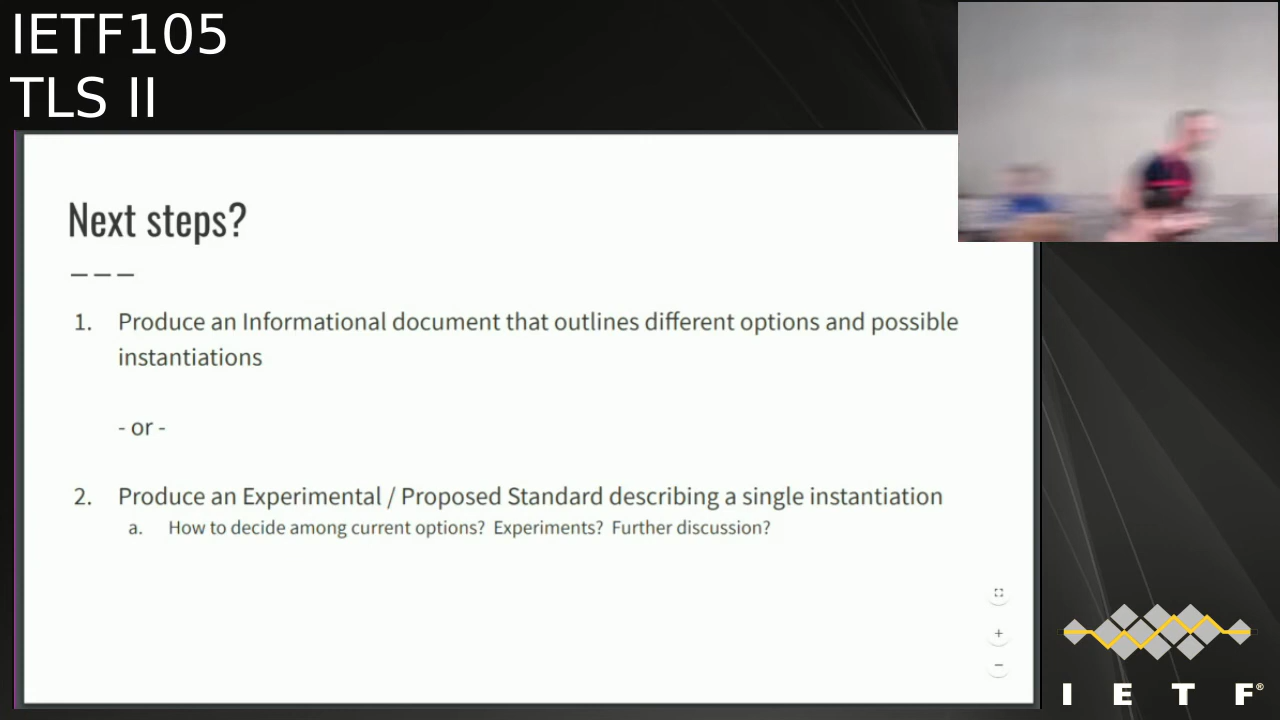 IETF105
TLS II
Next steps?
1. Produce an Informational document that outlines different options and possible
instantiations
- or -
2. Produce an Experimental / Proposed Standard describing a single instantiation
a. How to decide among current options? Experiments? Further discussion?
I E T F®